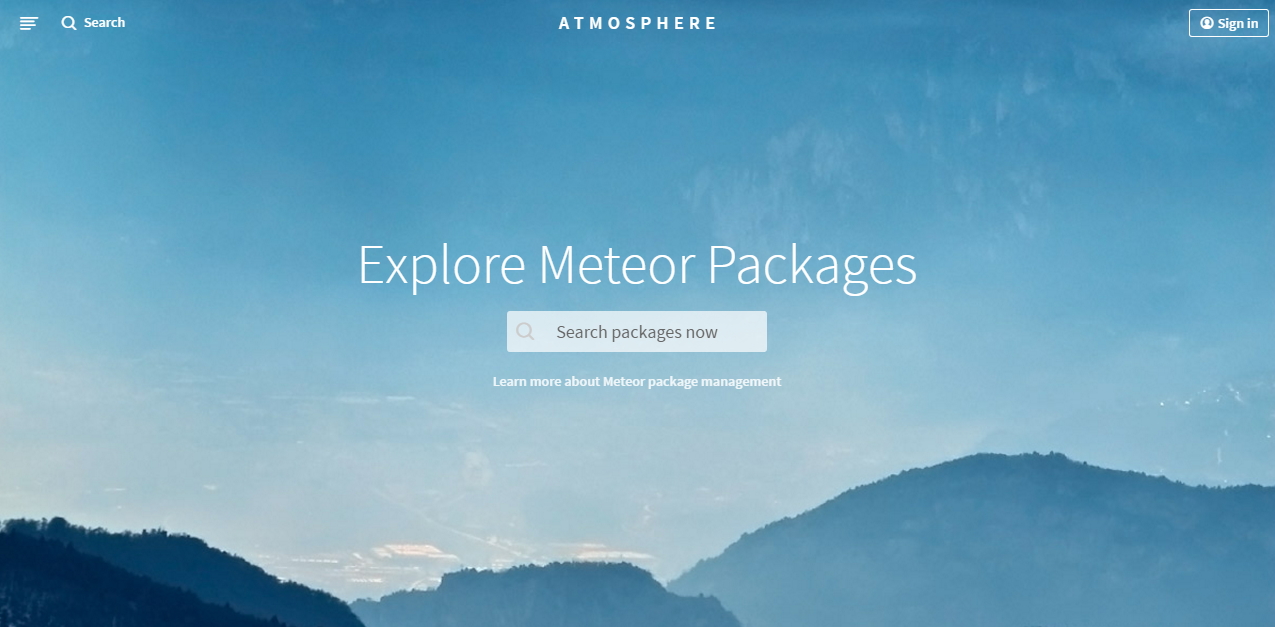 Search
ATMOSPHERE
Sign in
Explore Meteor Packages
Search packages now
Learn more about Meteor package management